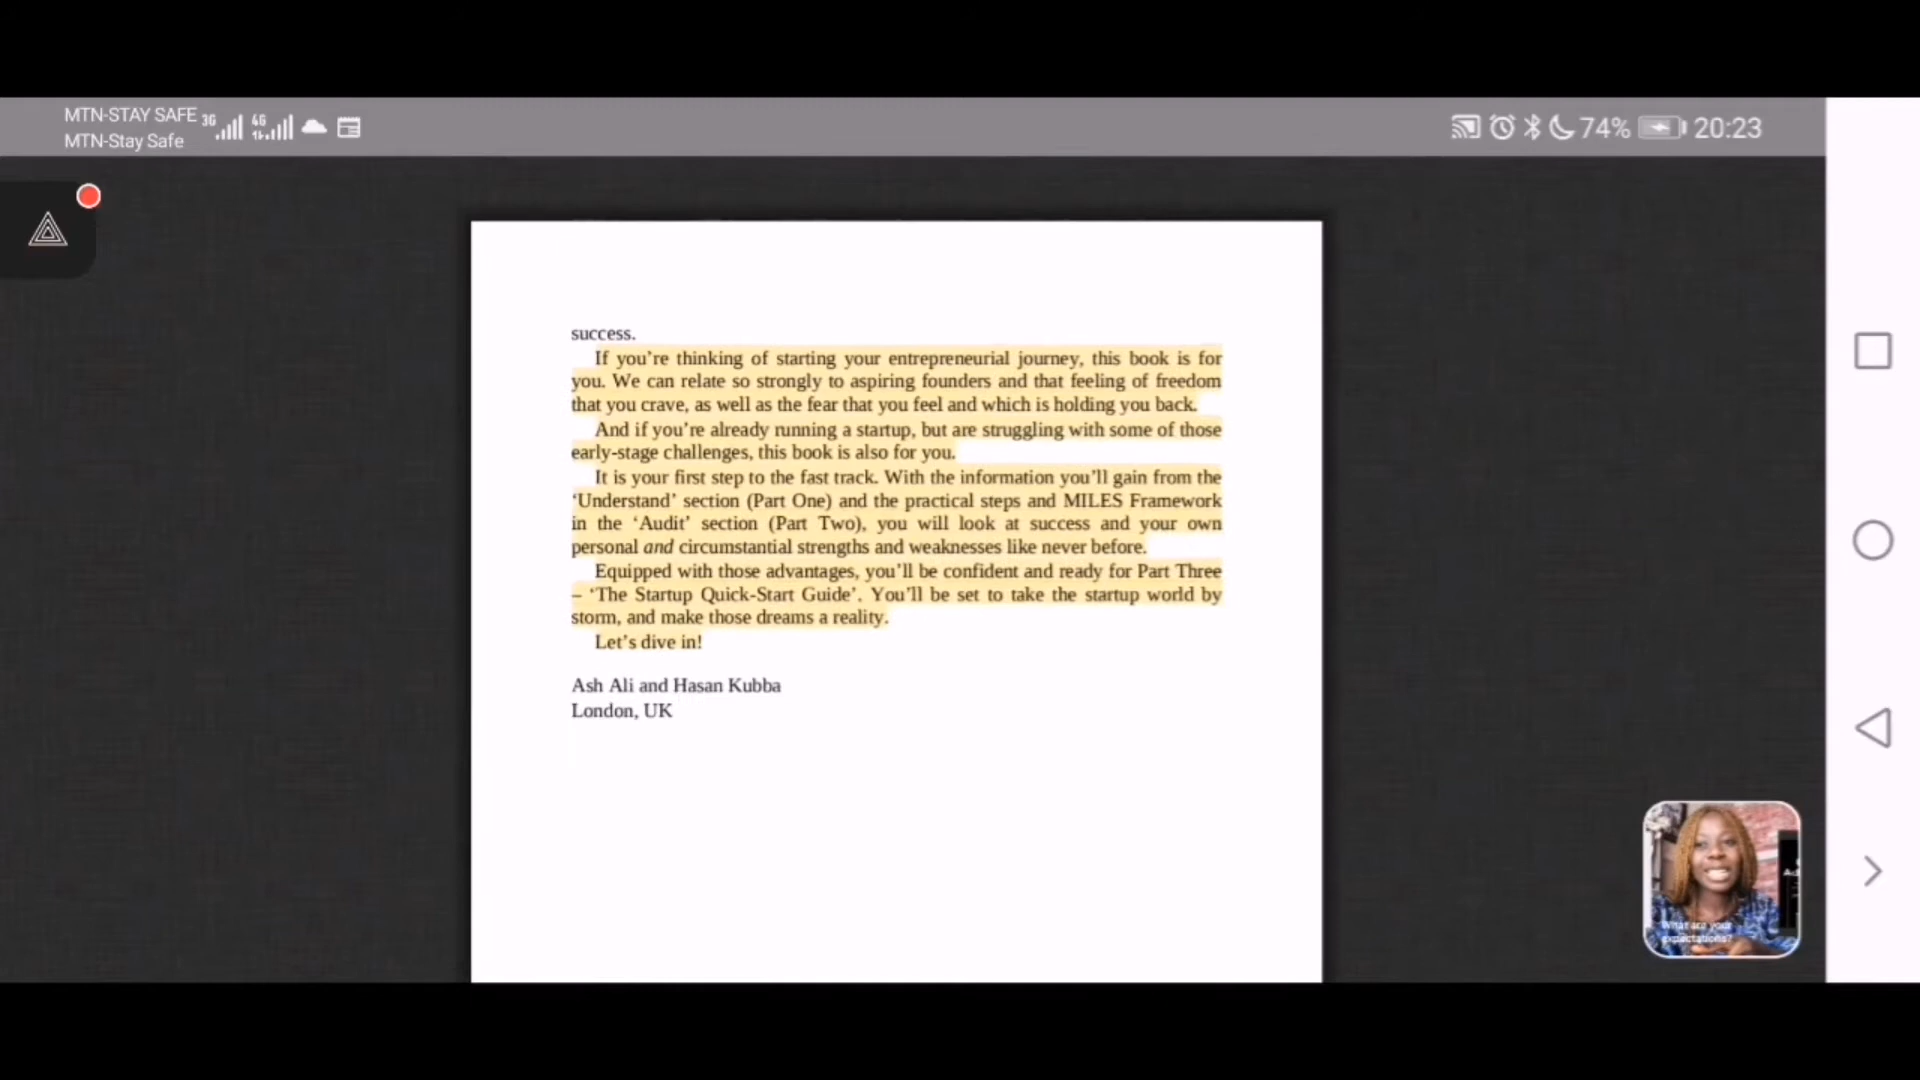 MTN-STAY SAFE 3G 4G
MTN-Stay Safe
74% 20:23
success.
If you’re thinking of starting your entrepreneurial journey, this book is for
you. We can relate so strongly to aspiring founders and that feeling of freedom
that you crave, as well as the fear that you feel and which is holding you back.
And if you’re already running a startup, but are struggling with some of those
early-stage challenges, this book is also for you.
It is your first step to the fast track. With the information you’ll gain from the
‘Understand’ section (Part One) and the practical steps and MILES Framework
in the ‘Audit’ section (Part Two), you will look at success and your own
personal and circumstantial strengths and weaknesses like never before.
Equipped with those advantages, you’ll be confident and ready for Part Three
– ‘The Startup Quick-Start Guide’. You’ll be set to take the startup world by
storm, and make those dreams a reality.
Let’s dive in!
Ash Ali and Hasan Kubba
London, UK
What are your
expectations?